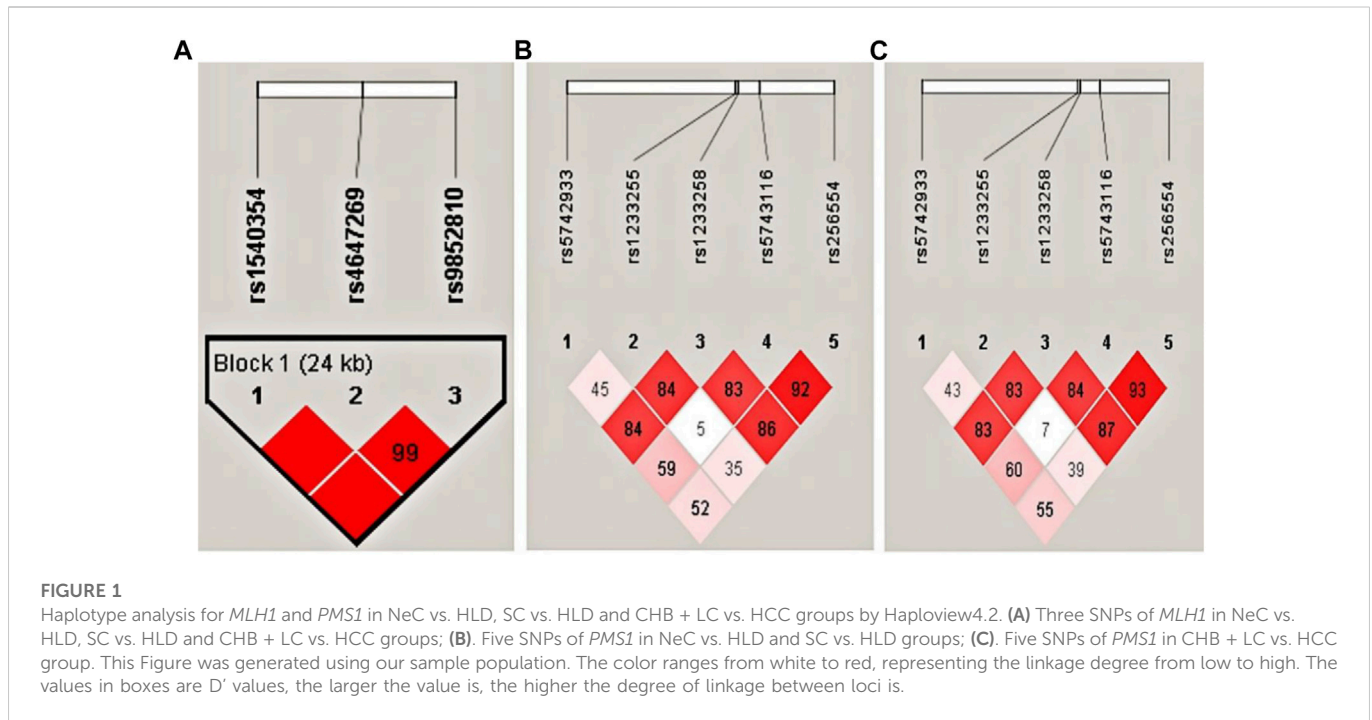 A
rs1540354
rs4647269
rs9852810
Block 1 (24 kb)
1 2 3
99
B
rs5742933
rs1233255
rs1233258
rs5743116
rs256554
1 2 3 4 5
45 84 83 92
84 5 86
59 35
52
C
rs5742933
rs1233255
rs1233258
rs5743116
rs256554
1 2 3 4 5
43 83 84 93
83 7 87
60 39
55
FIGURE 1
Haplotype analysis for MLH1 and PMS1 in NeC vs. HLD, SC vs. HLD and CHB + LC vs. HCC groups by Haploview4.2. (A) Three SNPs of MLH1 in NeC vs.
HLD, SC vs. HLD and CHB + LC vs. HCC groups; (B). Five SNPs of PMS1 in NeC vs. HLD and SC vs. HLD groups; (C). Five SNPs of PMS1 in CHB + LC vs. HCC
group. This Figure was generated using our sample population. The color ranges from white to red, representing the linkage degree from low to high. The
values in boxes are D’ values, the larger the value is, the higher the degree of linkage between loci is.